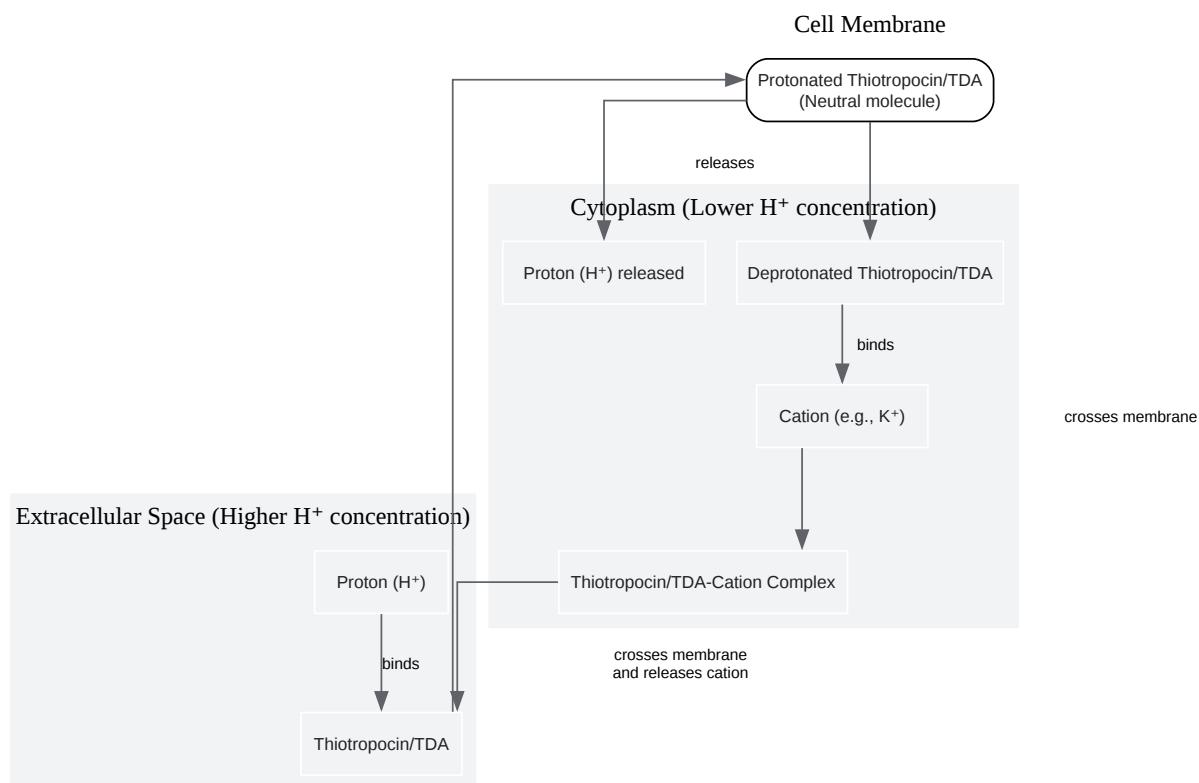 Cell Membrane
Protonated Thiotropocin/TDA
(Neutral molecule)
releases
Cytoplasm (Lower H⁺ concentration)
Proton (H⁺) released
Deprotonated Thiotropocin/TDA
binds
Cation (e.g., K⁺)
crosses membrane
Extracellular Space (Higher H⁺ concentration)
Proton (H⁺)
Thiotropocin/TDA-Cation Complex
binds
crosses membrane
and releases cation
Thiotropocin/TDA